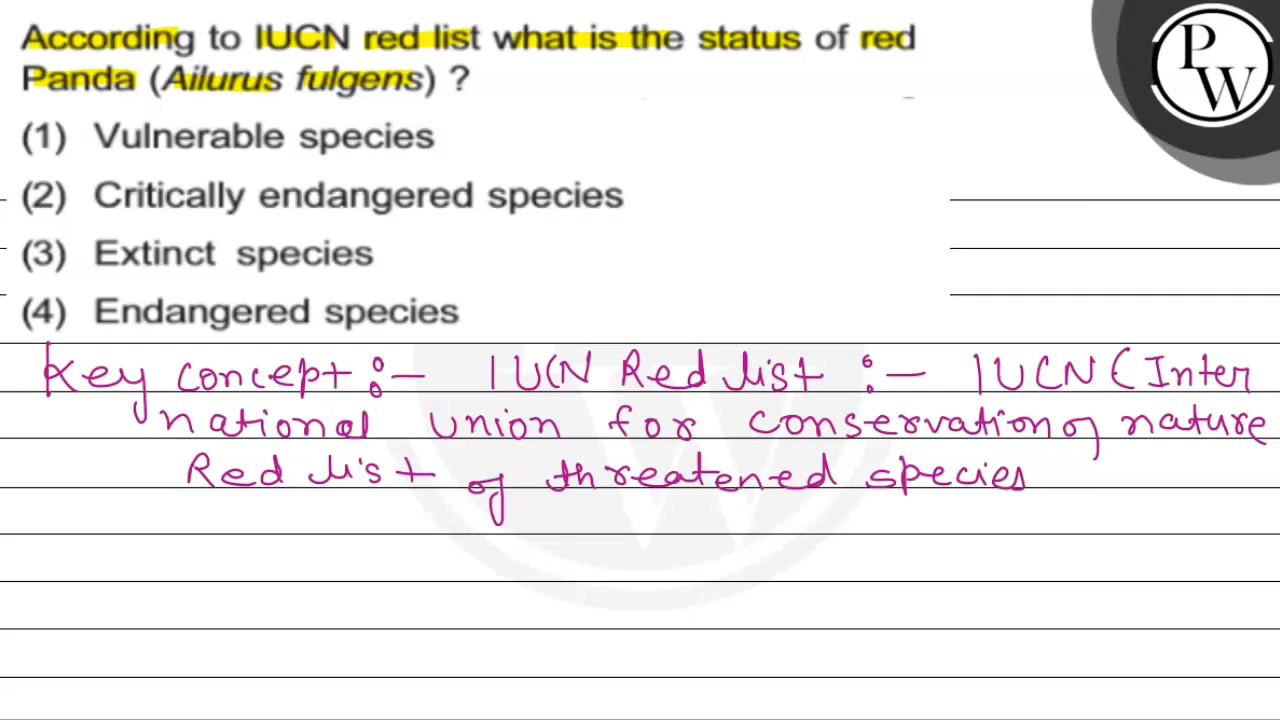 According to IUCN red list what is the status of red
Panda (Ailurus fulgens) ?
(1) Vulnerable species
(2) Critically endangered species
(3) Extinct species
(4) Endangered species
Key concept :- IUCN Red list :- IUCN (Inter
national union for conservation of nature
Red list of threatened species
PW